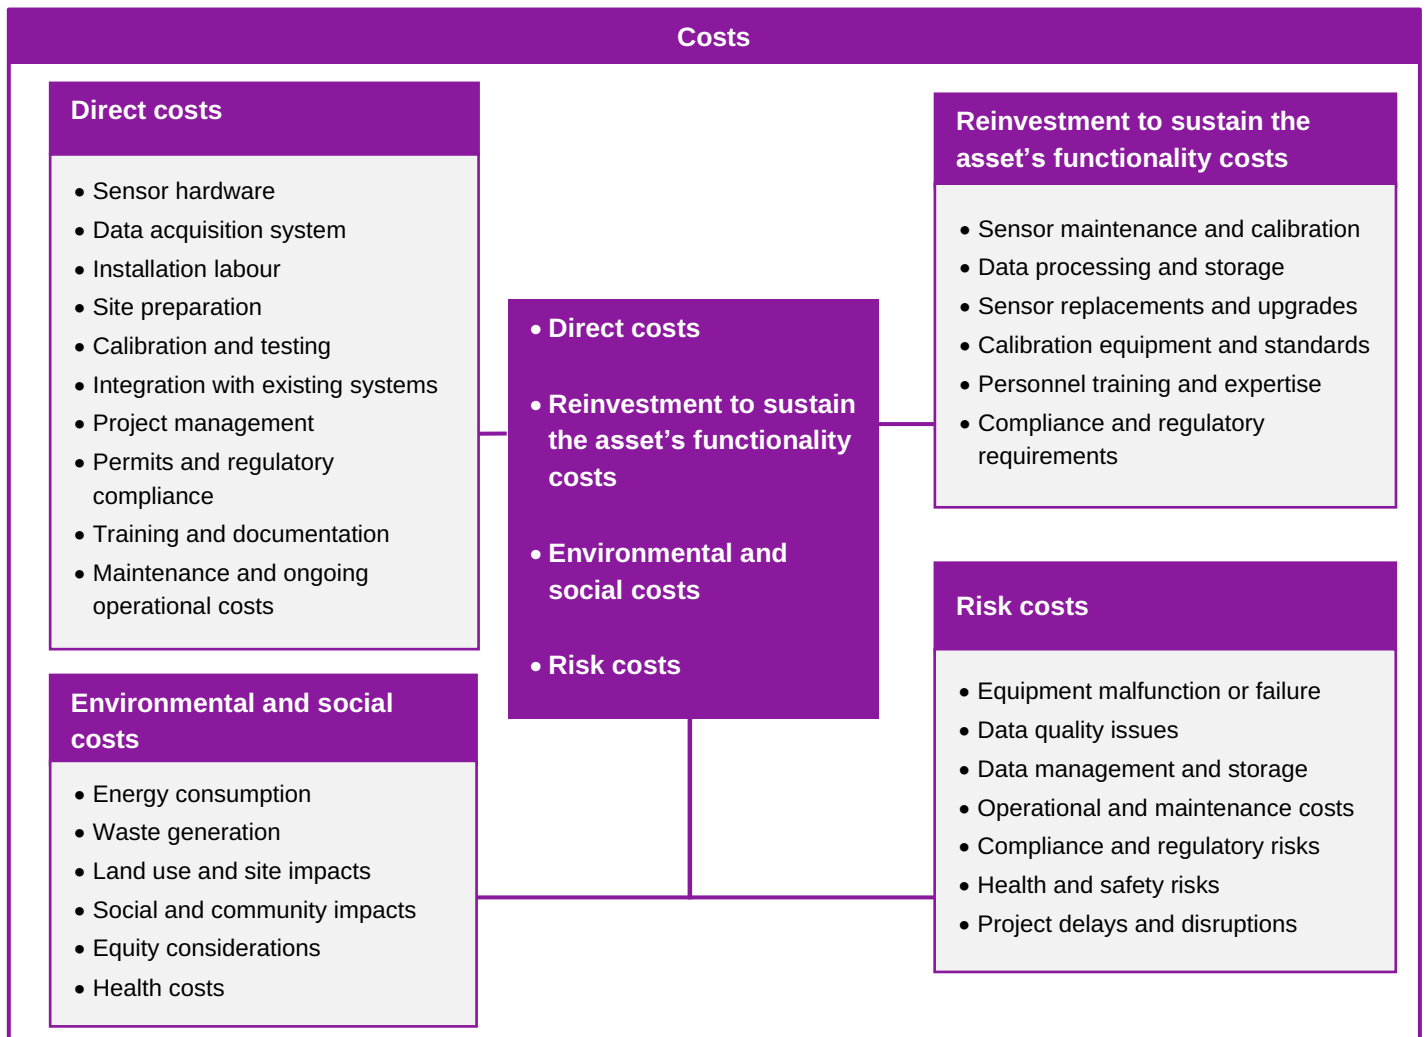 Costs
Direct costs
• Sensor hardware
• Data acquisition system
• Installation labour
• Site preparation
• Calibration and testing
• Integration with existing systems
• Project management
• Permits and regulatory
compliance
• Training and documentation
• Maintenance and ongoing
operational costs
Environmental and social
costs
• Energy consumption
• Waste generation
• Land use and site impacts
• Social and community impacts
• Equity considerations
• Health costs
• Direct costs
• Reinvestment to sustain
the asset’s functionality
costs
• Environmental and
social costs
• Risk costs
Reinvestment to sustain the
asset’s functionality costs
• Sensor maintenance and calibration
• Data processing and storage
• Sensor replacements and upgrades
• Calibration equipment and standards
• Personnel training and expertise
• Compliance and regulatory
requirements
Risk costs
• Equipment malfunction or failure
• Data quality issues
• Data management and storage
• Operational and maintenance costs
• Compliance and regulatory risks
• Health and safety risks
• Project delays and disruptions